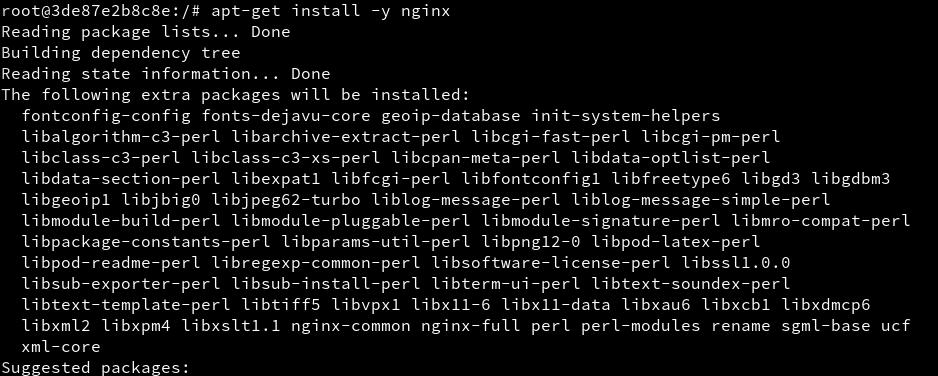 root@3de87e2b8c8e:/# apt-get install -y nginx
Reading package lists... Done
Building dependency tree
Reading state information... Done
The following extra packages will be installed:
  fontconfig-config fonts-dejavu-core geoip-database init-system-helpers
  libalgorithm-c3-perl libarchive-extract-perl libcgi-fast-perl libcgi-pm-perl
  libclass-c3-perl libclass-c3-xs-perl libcpan-meta-perl libdata-optlist-perl
  libdata-section-perl libexpat1 libfcgi-perl libfontconfig1 libfreetype6 libgd3 libgdbm3
  libgeoip1 libjbig0 libjpeg62-turbo liblog-message-perl liblog-message-simple-perl
  libmodule-build-perl libmodule-pluggable-perl libmodule-signature-perl libmro-compat-perl
  libpackage-constants-perl libparams-util-perl libpng12-0 libpod-latex-perl
  libpod-readme-perl libregexp-common-perl libsoftware-license-perl libssl1.0.0
  libsub-exporter-perl libsub-install-perl libterm-ui-perl libtext-soundex-perl
  libtext-template-perl libtiff5 libvpx1 libx11-6 libx11-data libxau6 libxcb1 libxdmcp6
  libxml2 libxpm4 libxslt1.1 nginx-common nginx-full perl perl-modules rename sgml-base ucf
  xml-core
Suggested packages: